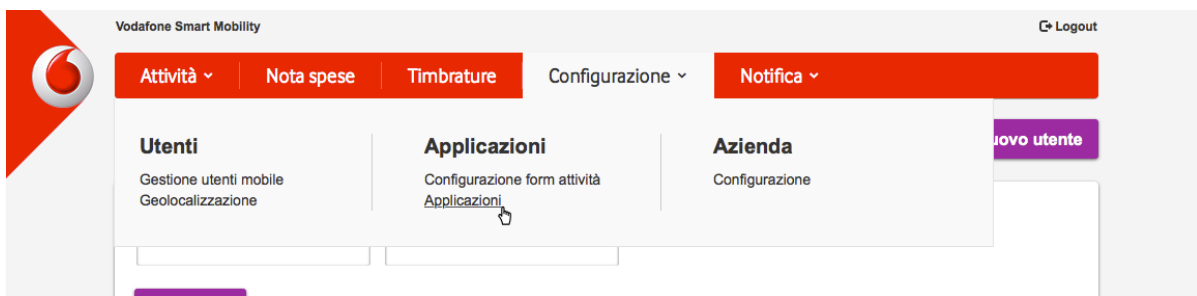 Vodafone Smart Mobility
Logout
Attività
Nota spese
Timbrature
Configurazione
Notifica
Utenti
Gestione utenti mobile
Geolocalizzazione
Applicazioni
Configurazione form attività
Applicazioni
Azienda
Configurazione
utente